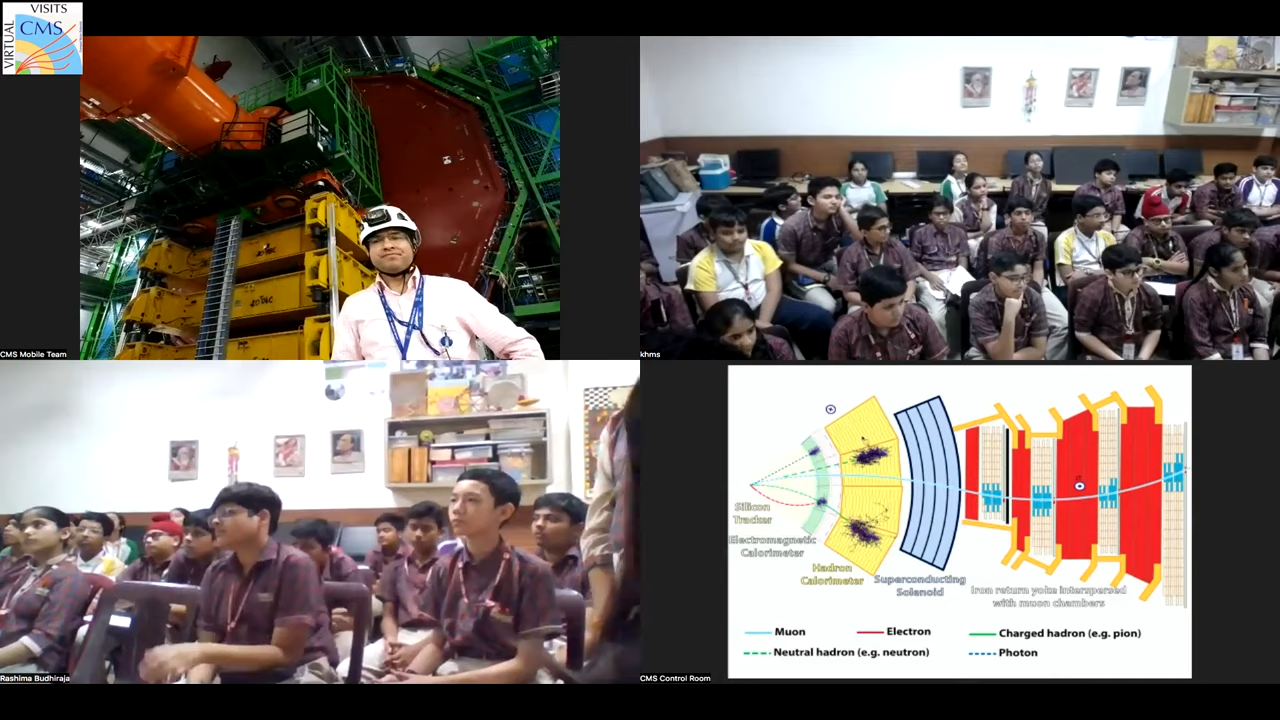 VISITS
VIRTUAL
CMS
CMS Mobile Team
khms
Silicon
Tracker
Electromagnetic
Calorimeter
Hadron
Calorimeter
Superconducting
Solenoid
Iron return yoke interspersed
with muon chambers
Muon
Electron
Charged hadron (e.g. pion)
Neutral hadron (e.g. neutron)
Photon
Rashima Budhiraja
CMS Control Room